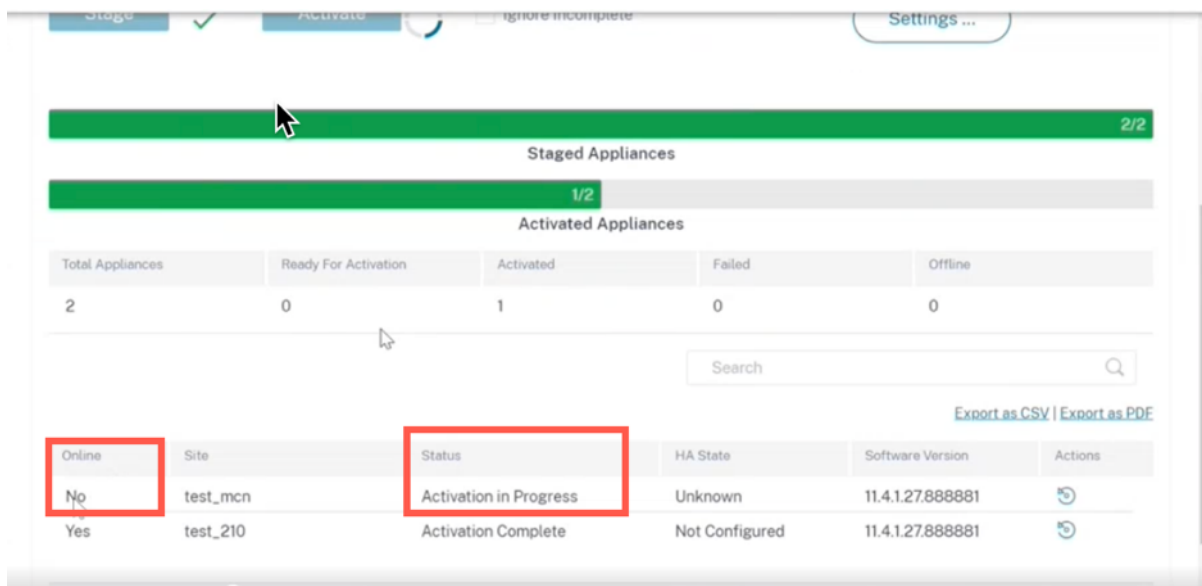 Stage Activate Ignore incomplete Settings ...
2/2
Staged Appliances
1/2
Activated Appliances
Total Appliances Ready For Activation Activated Failed Offline
2 0 1 0 0
Search
Export as CSV | Export as PDF
Online Site Status HA State Software Version Actions
No test_mcn Activation in Progress Unknown 11.4.1.27.888881
Yes test_210 Activation Complete Not Configured 11.4.1.27.888881